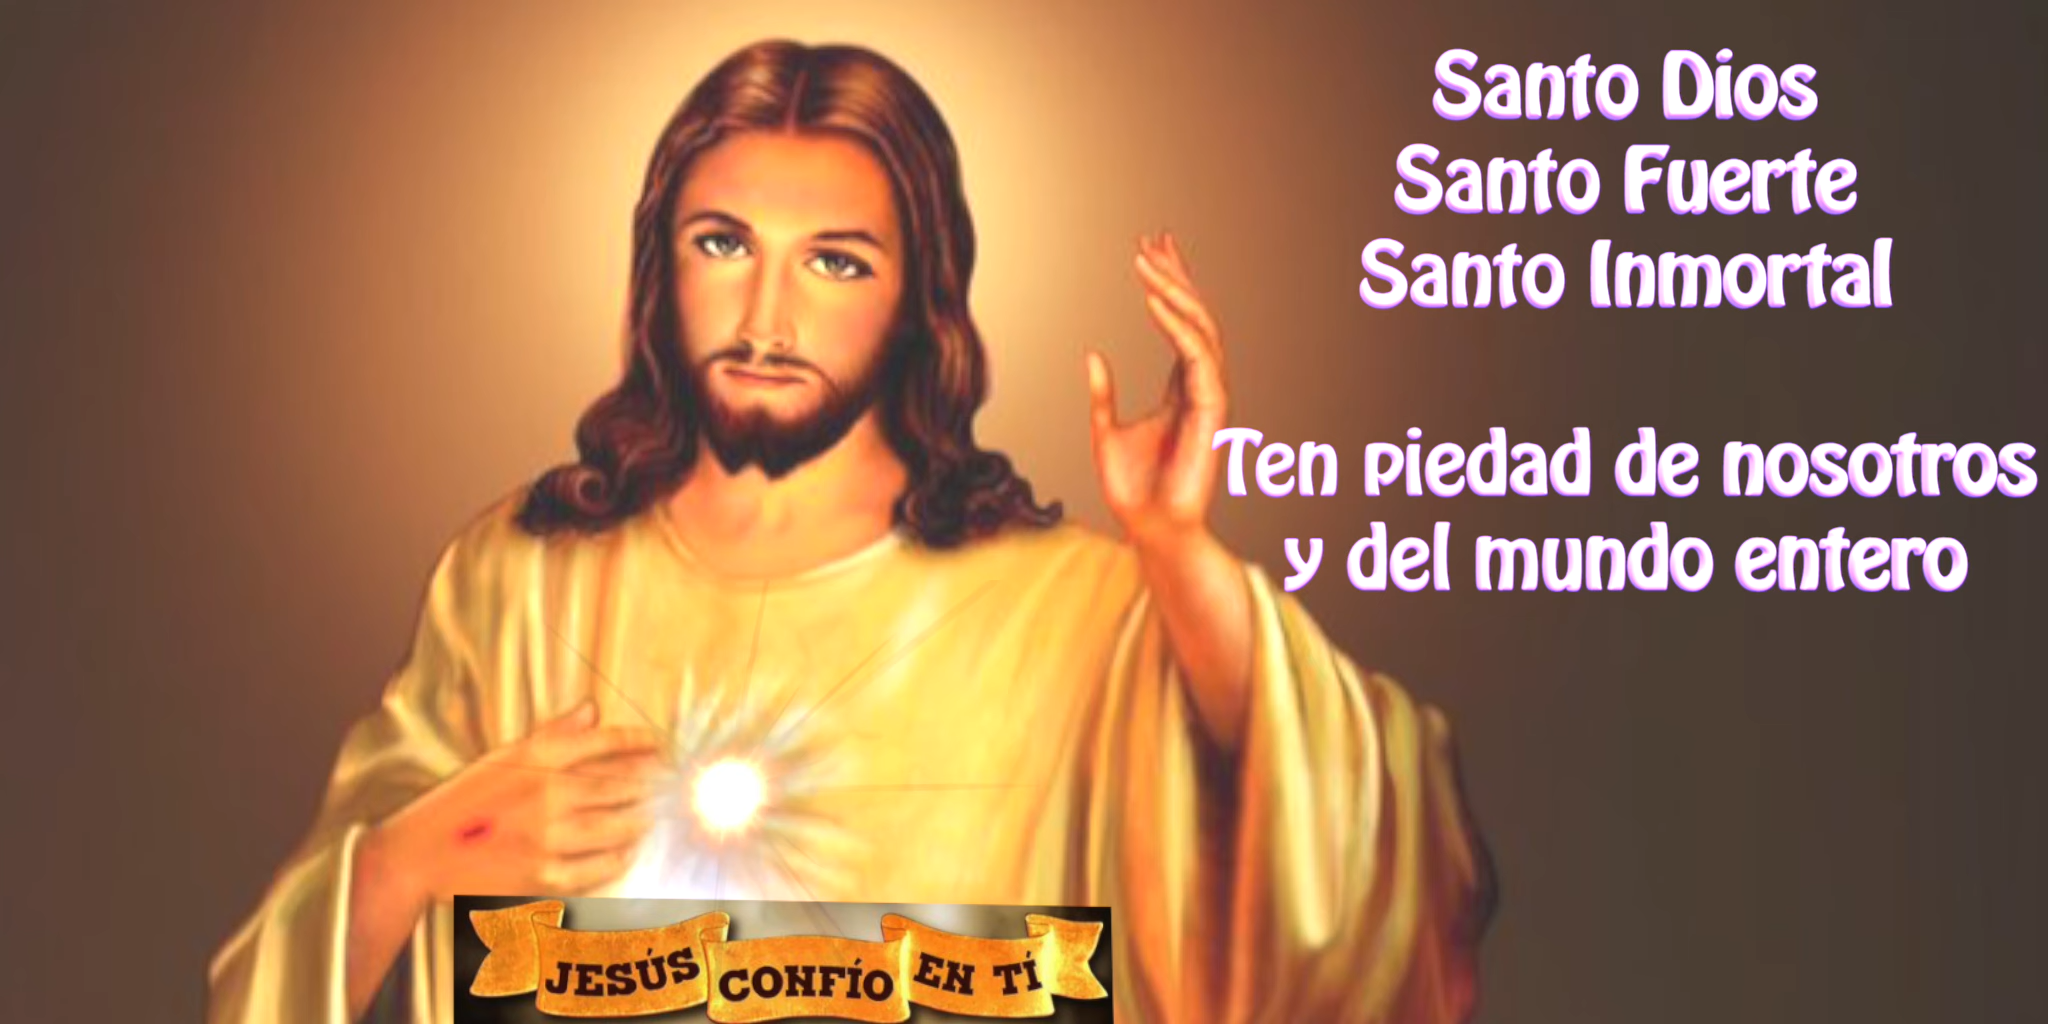 Santo Dios
Santo Fuerte
Santo Inmortal
Ten piedad de nosotros
y del mundo entero
JESÚS CONFÍO EN TÍ